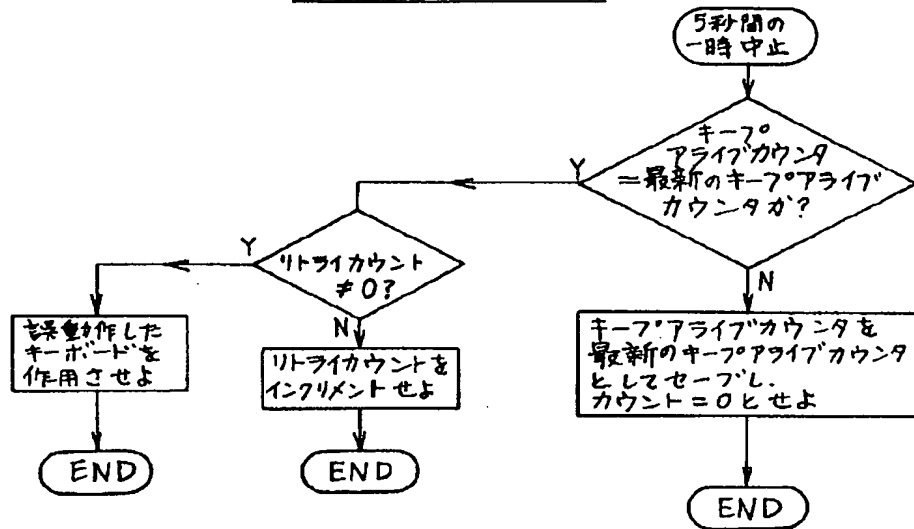 5秒間の
一時中止
キープ
アライブカウンタ
=最新のキープアライブ
カウンタか?
Y
N
リトライカウント
≠0?
Y
N
誤動作した
キーボードを
作用させよ
リトライカウントを
インクリメントせよ
キープアライブカウンタを
最新のキープアライブカウンタ
としてセーブし.
カウント=0とせよ
END
END
END